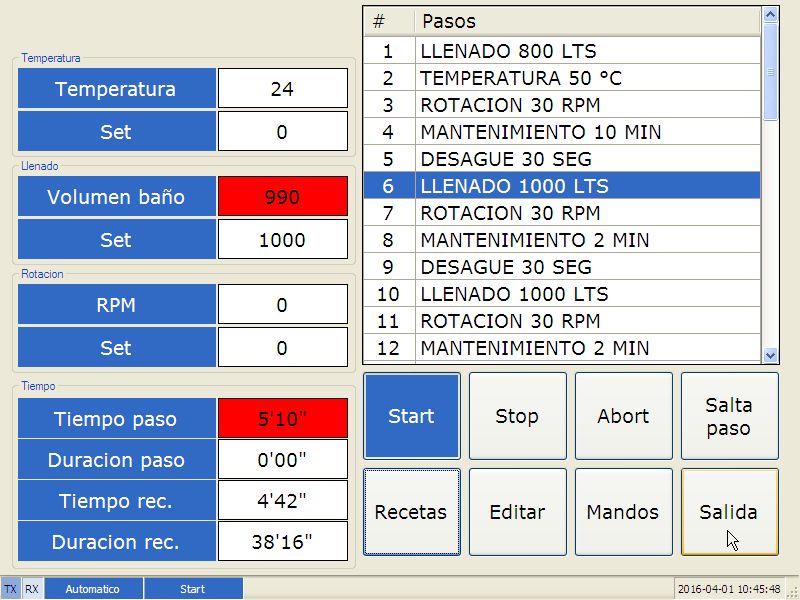 Temperatura
Temperatura 24
Set 0
Llenado
Volumen baño 990
Set 1000
Rotacion
RPM 0
Set 0
Tiempo
Tiempo paso 5'10"
Duracion paso 0'00"
Tiempo rec. 4'42"
Duracion rec. 38'16"
# Pasos
1 LLENADO 800 LTS
2 TEMPERATURA 50 °C
3 ROTACION 30 RPM
4 MANTENIMIENTO 10 MIN
5 DESAGUE 30 SEG
6 LLENADO 1000 LTS
7 ROTACION 30 RPM
8 MANTENIMIENTO 2 MIN
9 DESAGUE 30 SEG
10 LLENADO 1000 LTS
11 ROTACION 30 RPM
12 MANTENIMIENTO 2 MIN
Start Stop Abort Salta
paso
Recetas Editar Mandos Salida
TX RX Automatico Start 2016-04-01 10:45:48